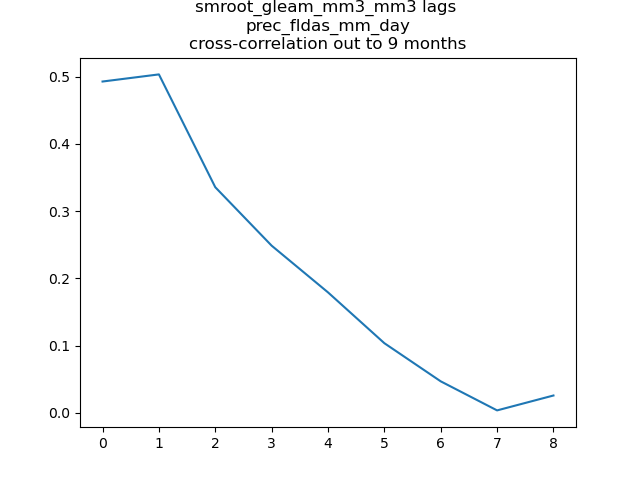 smroot_gleam_mm3_mm3 lags
prec_fldas_mm_day
cross-correlation out to 9 months
0.5
0.4
0.3
0.2
0.1
0.0
0 1 2 3 4 5 6 7 8